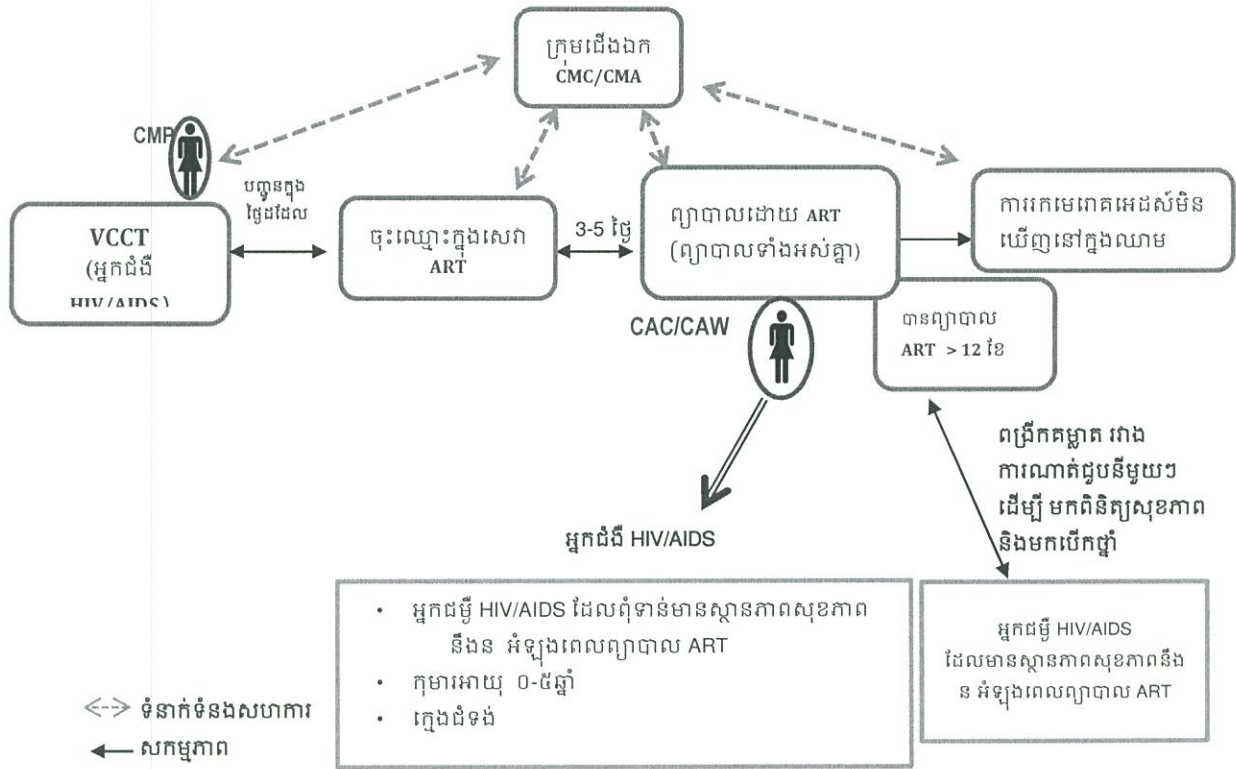 ក្រុមជើងឯក
CMC/CMA
CMP
បញ្ជូនក្នុង
ថ្ងៃដដែល
VCCT
(អ្នកជំងឺ
HIV/AIDS)
ចុះឈ្មោះក្នុងសេវា
ART
3-5 ថ្ងៃ
ព្យាបាលដោយ ART
(ព្យាបាលទាំងអស់គ្នា)
ការរកមេរោគអេដស៍មិន
ឃើញនៅក្នុងឈាម
CAC/CAW
បានព្យាបាល
ART > 12 ខែ
ពង្រីកគម្លាត រវាង
ការណាត់ជួបនីមួយៗ
ដើម្បី មកពិនិត្យសុខភាព
និងមកបើកថ្នាំ
អ្នកជំងឺ HIV/AIDS
• អ្នកជម្ងឺ HIV/AIDS ដែលពុំទាន់មានស្ថានភាពសុខភាព
នឹងន អំឡុងពេលព្យាបាល ART
• កុមារអាយុ ០-៥ឆ្នាំ
• ក្មេងជំទង់
អ្នកជម្ងឺ HIV/AIDS
ដែលមានស្ថានភាពសុខភាពនឹង
ន អំឡុងពេលព្យាបាល ART
ទំនាក់ទំនងសហការ
សកម្មភាព